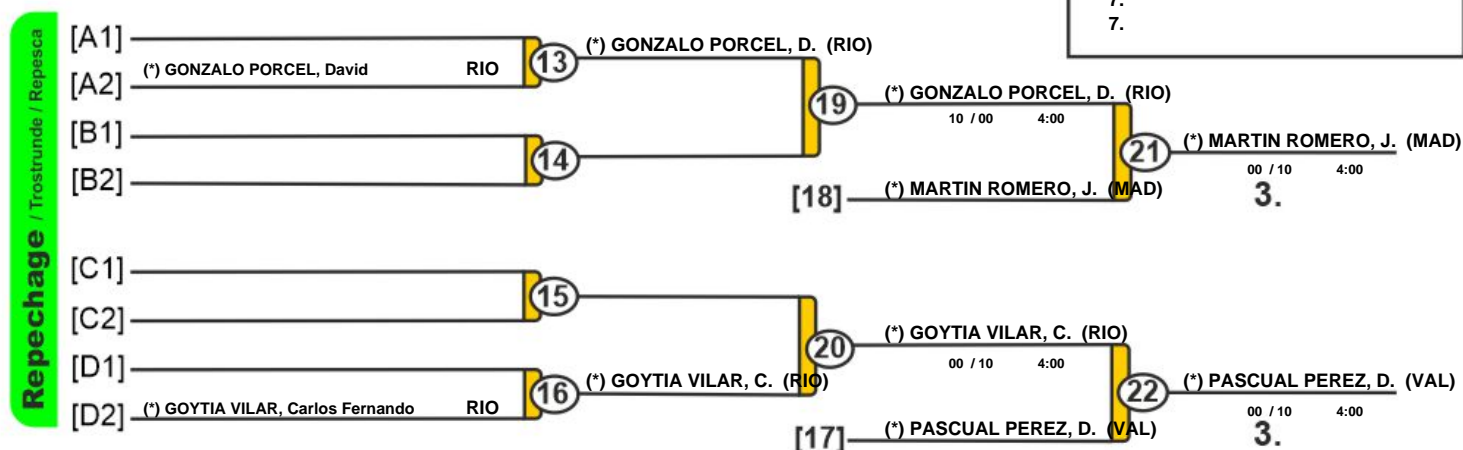 7.
7.
Repechage / Trostrunde / Repesca
[A1]
(*) GONZALO PORCEL, David RIO
[A2]
13
(*) GONZALO PORCEL, D. (RIO)
[B1]
[B2]
14
19
(*) GONZALO PORCEL, D. (RIO)
10 / 00 4:00
[18]
(*) MARTIN ROMERO, J. (MAD)
21
(*) MARTIN ROMERO, J. (MAD)
00 / 10 4:00
3.
[C1]
[C2]
15
[D1]
[D2]
(*) GOYTIA VILAR, Carlos Fernando RIO
16
(*) GOYTIA VILAR, C. (RIO)
20
(*) GOYTIA VILAR, C. (RIO)
00 / 10 4:00
[17]
(*) PASCUAL PEREZ, D. (VAL)
22
(*) PASCUAL PEREZ, D. (VAL)
00 / 10 4:00
3.